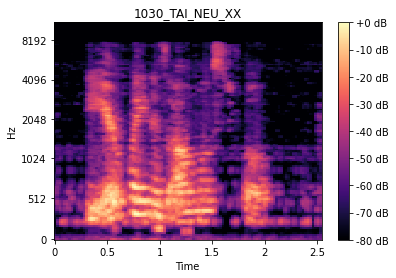 1030_TAI_NEU_XX
8192
4096
2048
1024
512
0
Hz
0
0.5
1
1.5
2
2.5
Time
+0 dB
-10 dB
-20 dB
-30 dB
-40 dB
-50 dB
-60 dB
-70 dB
-80 dB